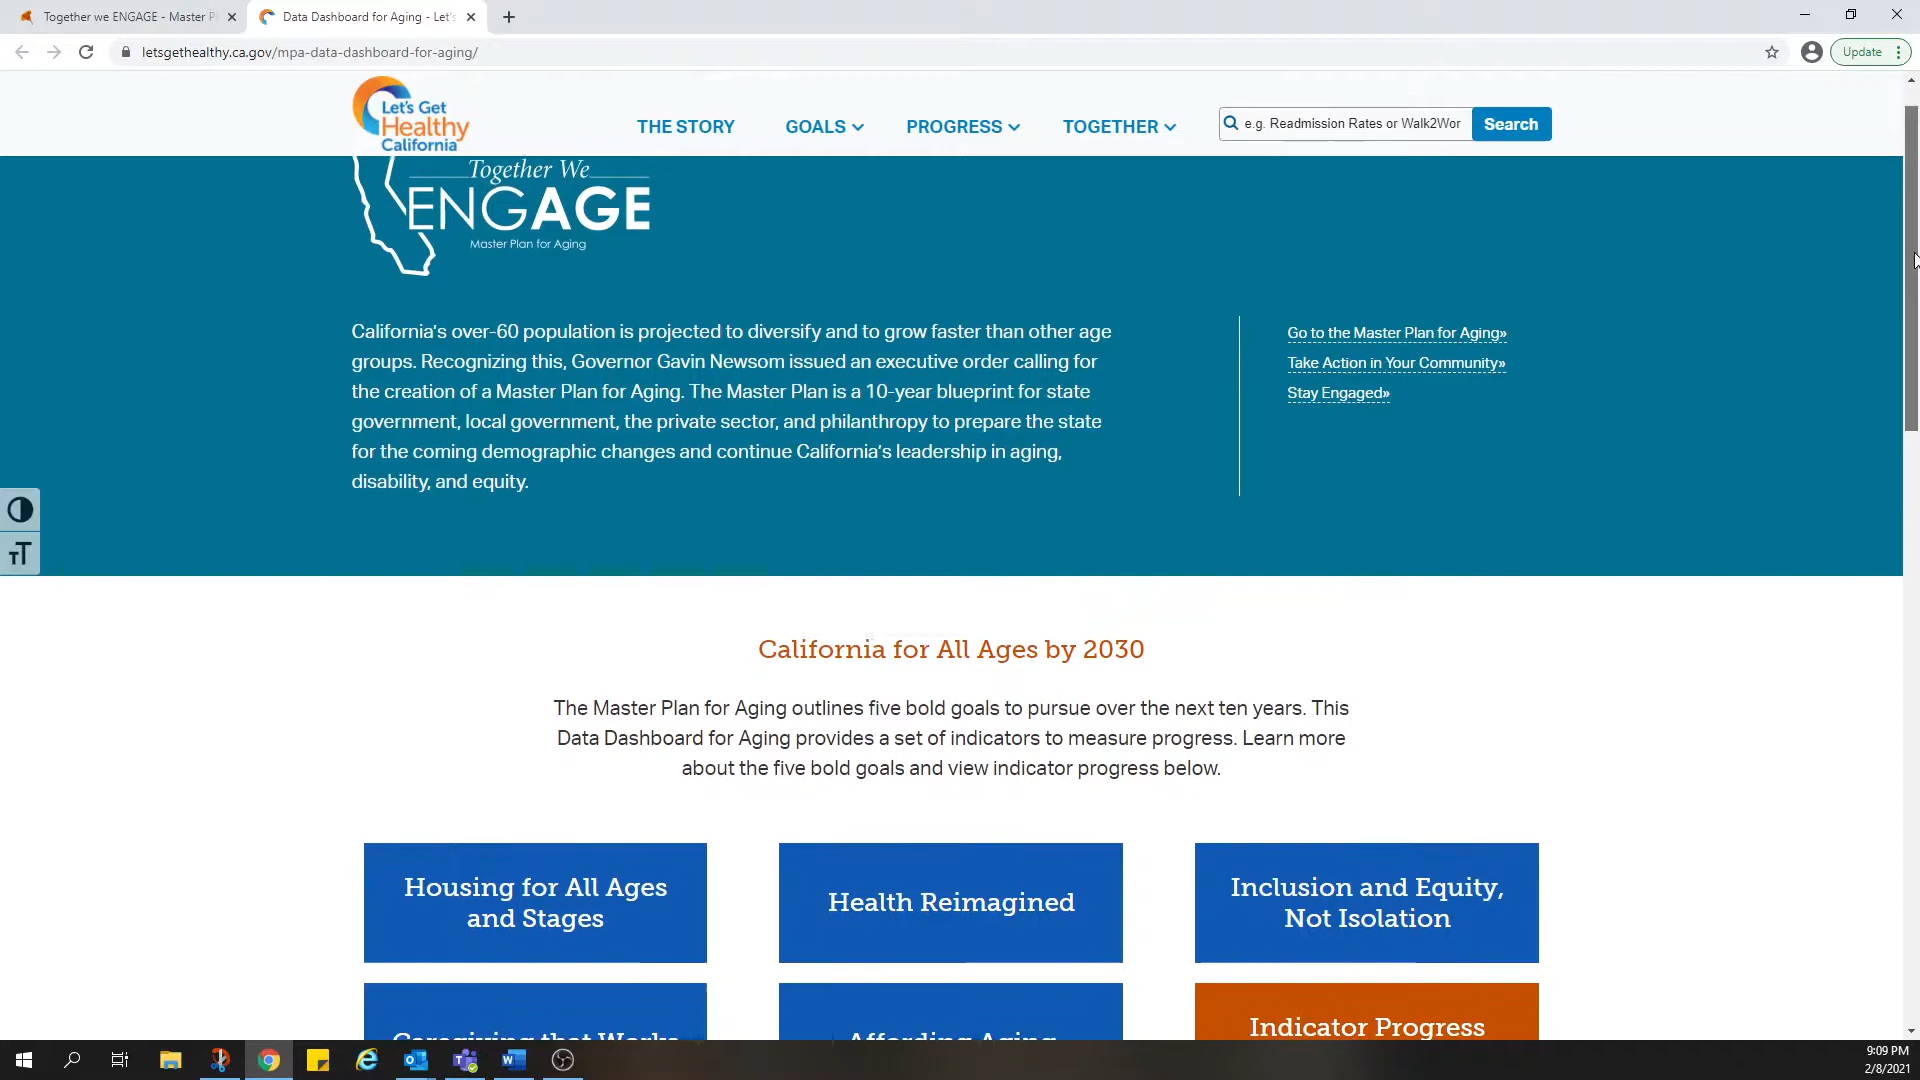 Together we ENGAGE - Master P
Data Dashboard for Aging - Let's
letsgethealthy.ca.gov/mpa-data-dashboard-for-aging/
Update
Let's Get
Healthy
California
THE STORY
GOALS
PROGRESS
TOGETHER
e.g. Readmission Rates or Walk2Wor
Search
Together We
ENGAGE
Master Plan for Aging
California's over-60 population is projected to diversify and to grow faster than other age
groups. Recognizing this, Governor Gavin Newsom issued an executive order calling for
the creation of a Master Plan for Aging. The Master Plan is a 10-year blueprint for state
government, local government, the private sector, and philanthropy to prepare the state
for the coming demographic changes and continue California's leadership in aging,
disability, and equity.
Go to the Master Plan for Aging»
Take Action in Your Community»
Stay Engaged»
California for All Ages by 2030
The Master Plan for Aging outlines five bold goals to pursue over the next ten years. This
Data Dashboard for Aging provides a set of indicators to measure progress. Learn more
about the five bold goals and view indicator progress below.
Housing for All Ages
and Stages
Health Reimagined
Inclusion and Equity,
Not Isolation
Caregiving that Works
Affording Aging
Indicator Progress
9:09 PM
2/8/2021